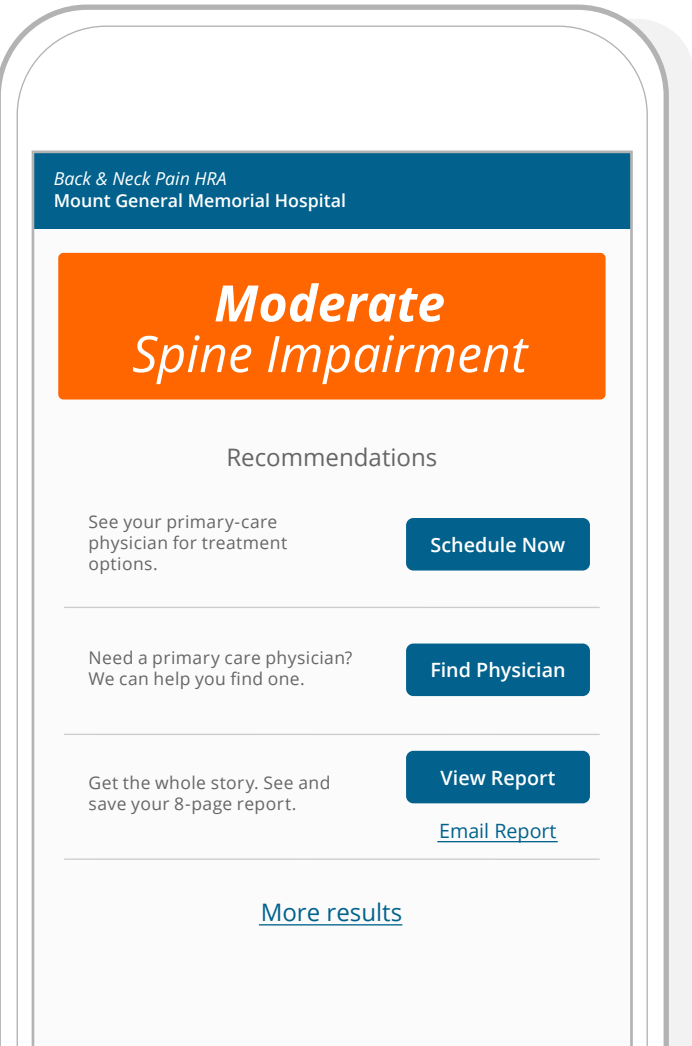 Back & Neck Pain HRA
Mount General Memorial Hospital
Moderate
Spine Impairment
Recommendations
See your primary-care
physician for treatment
options.
Schedule Now
Need a primary care physician?
We can help you find one.
Find Physician
Get the whole story. See and
save your 8-page report.
View Report
Email Report
More results